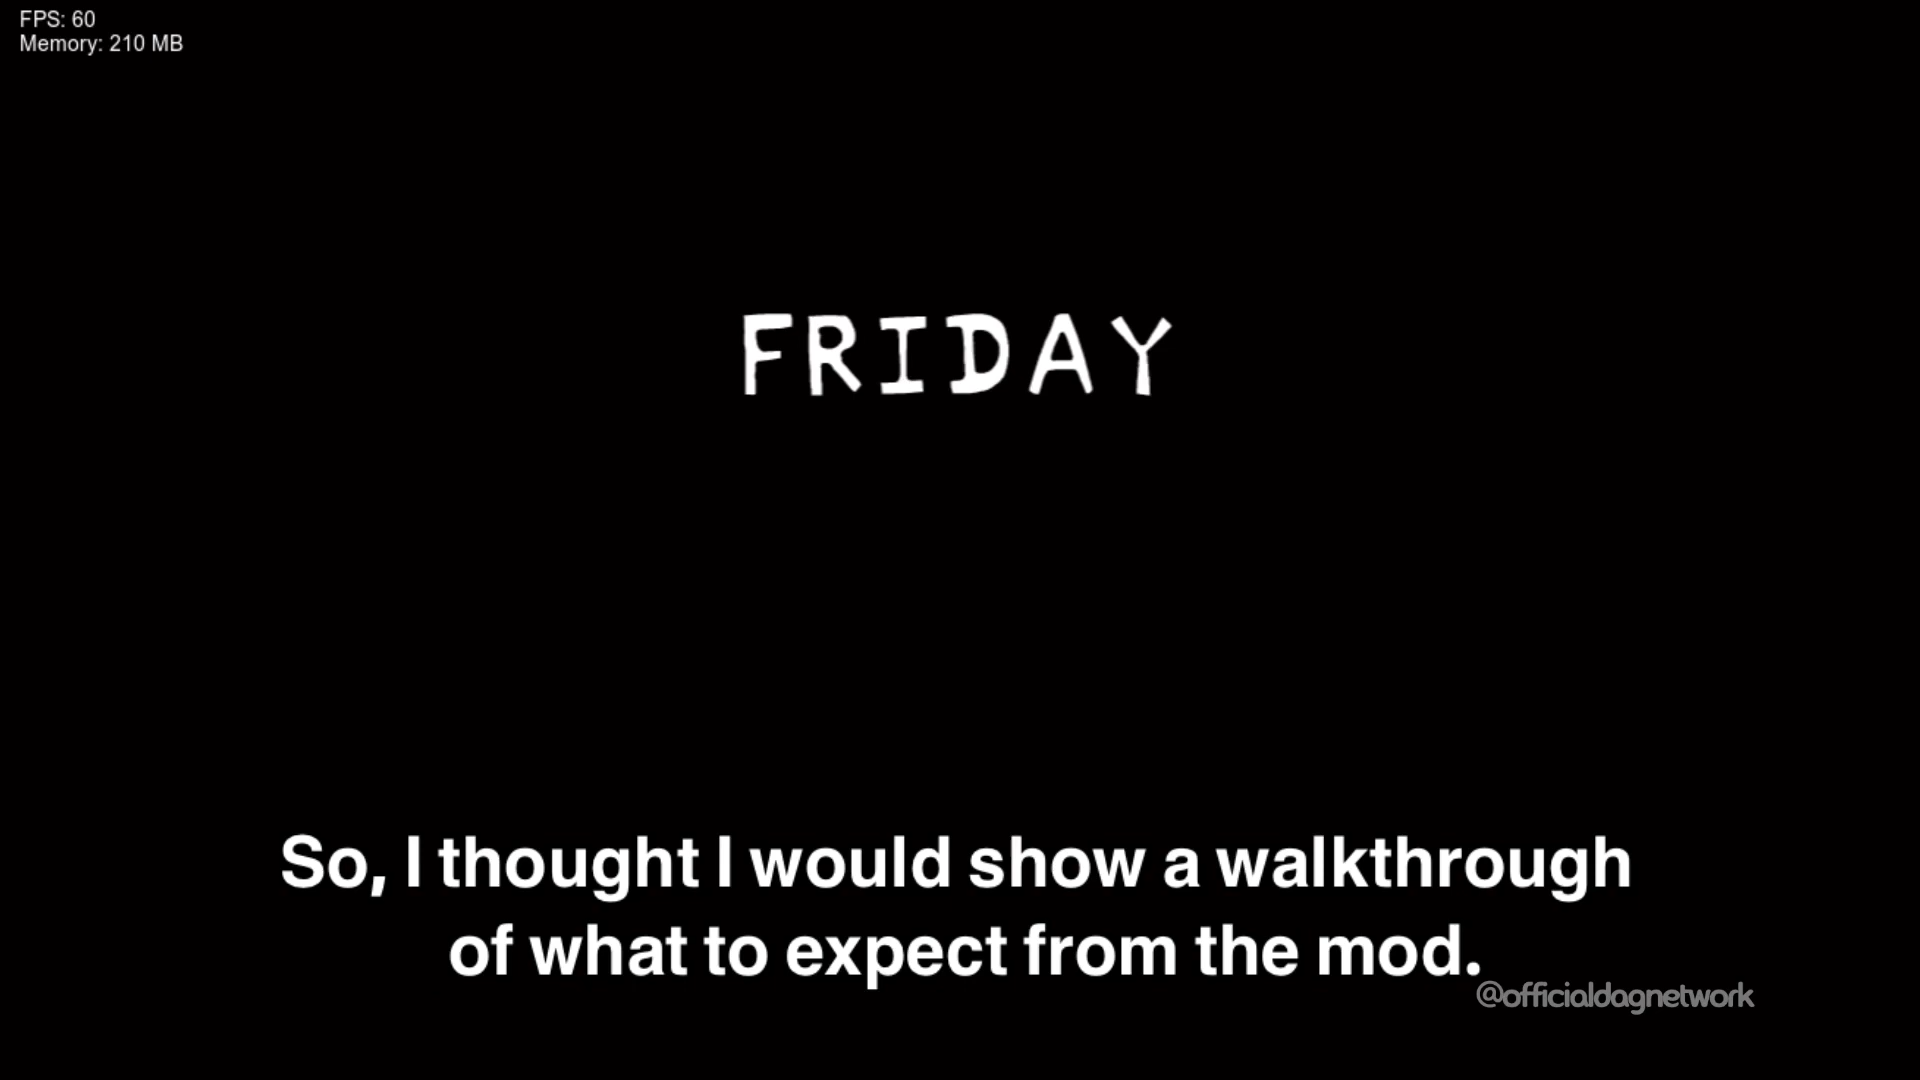 FPS: 60
Memory: 210 MB
FRIDAY
So, I thought I would show a walkthrough
of what to expect from the mod.
@officialdagnetwork